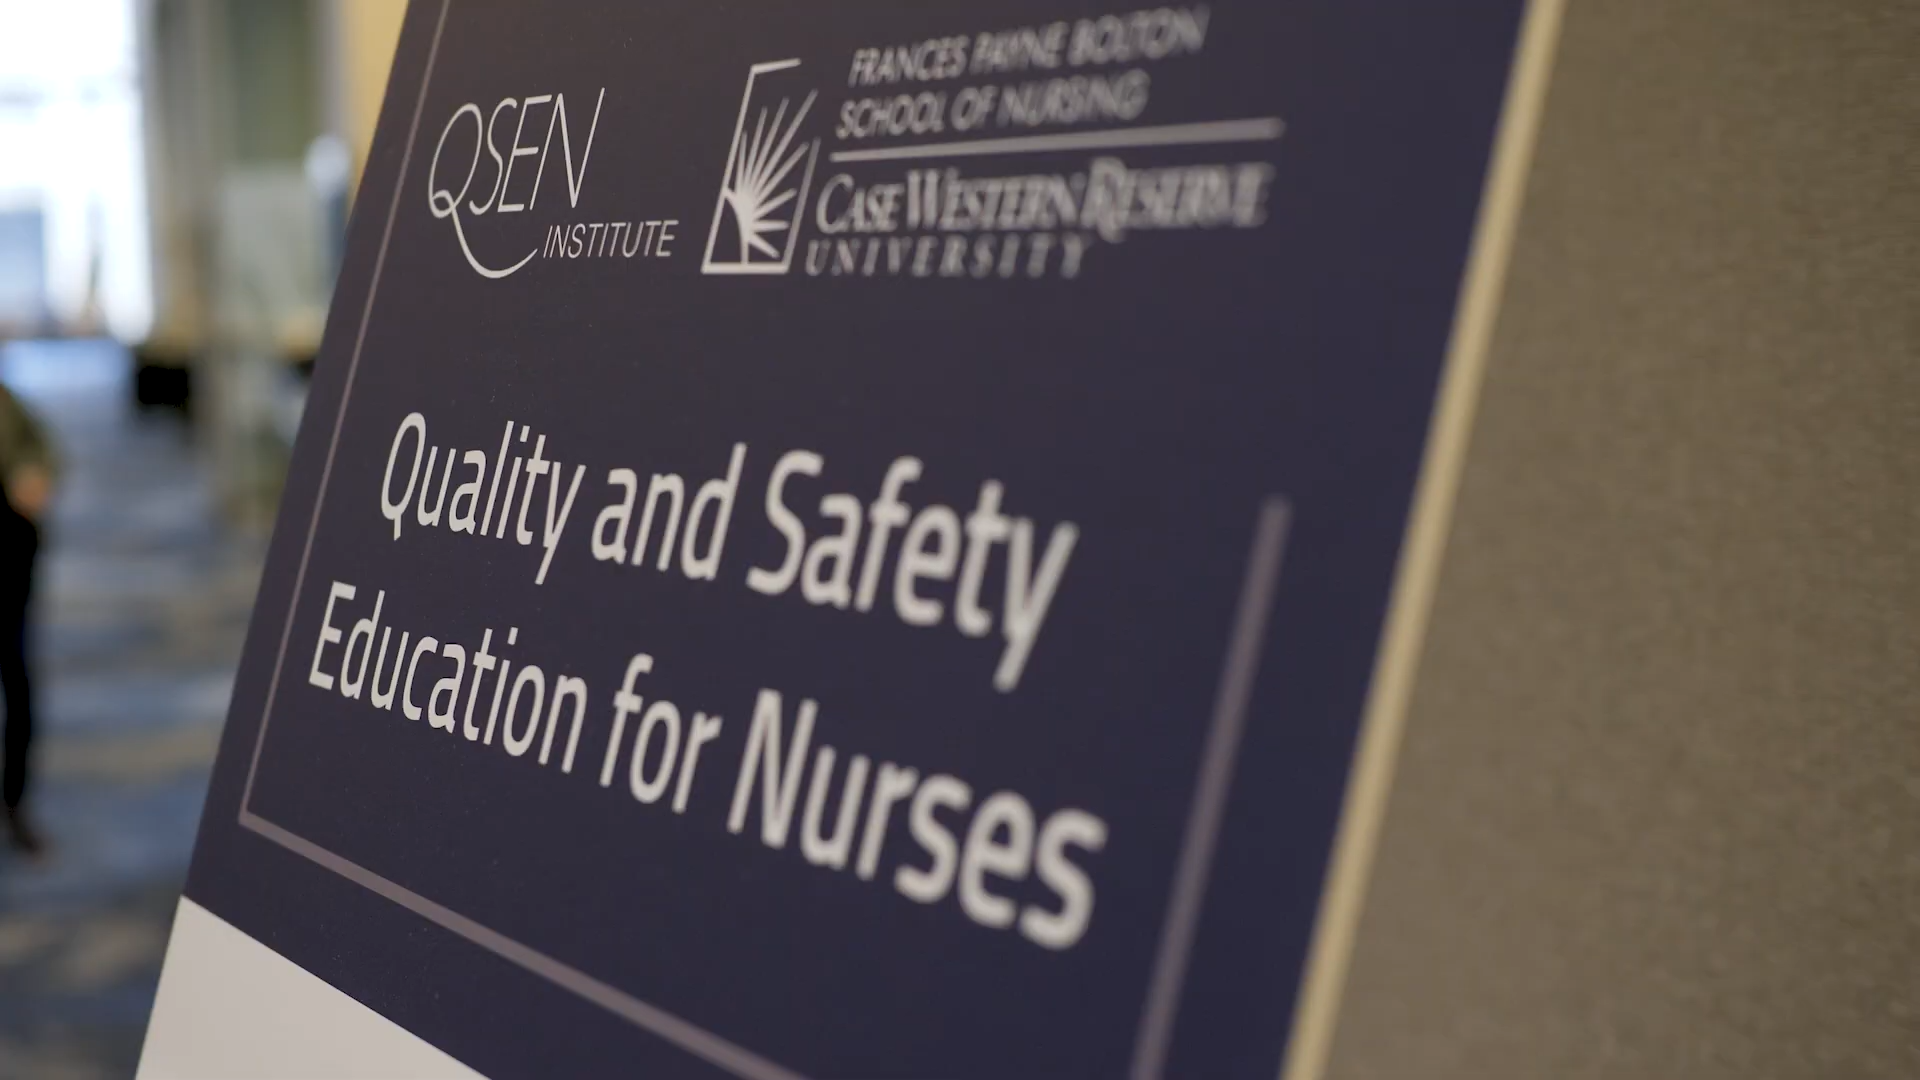 QSEN
INSTITUTE
FRANCES PAYNE BOLTON
SCHOOL OF NURSING
CASE WESTERN RESERVE
UNIVERSITY
Quality and Safety
Education for Nurses